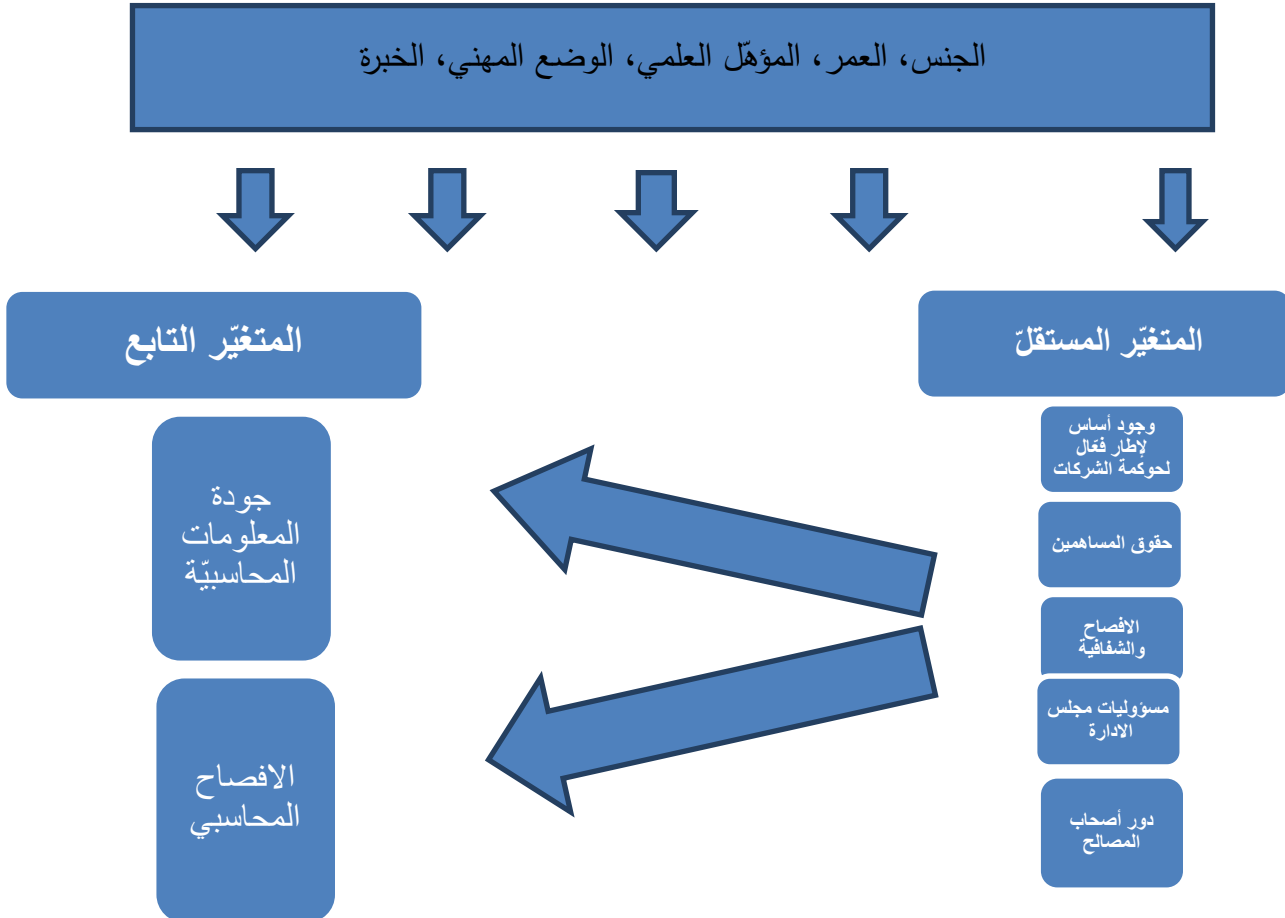 الجنس، العمر، المؤهّل العلمي، الوضع المهني، الخبرة
المتغيّر المستقلّ
المتغيّر التابع
وجود أساس
لإطار فعّال
لحوكمة الشركات
حقوق المساهمين
الافصاح
والشفافية
مسؤوليات مجلس
الادارة
دور أصحاب
المصالح
جودة
المعلومات
المحاسبيّة
الافصاح
المحاسبي